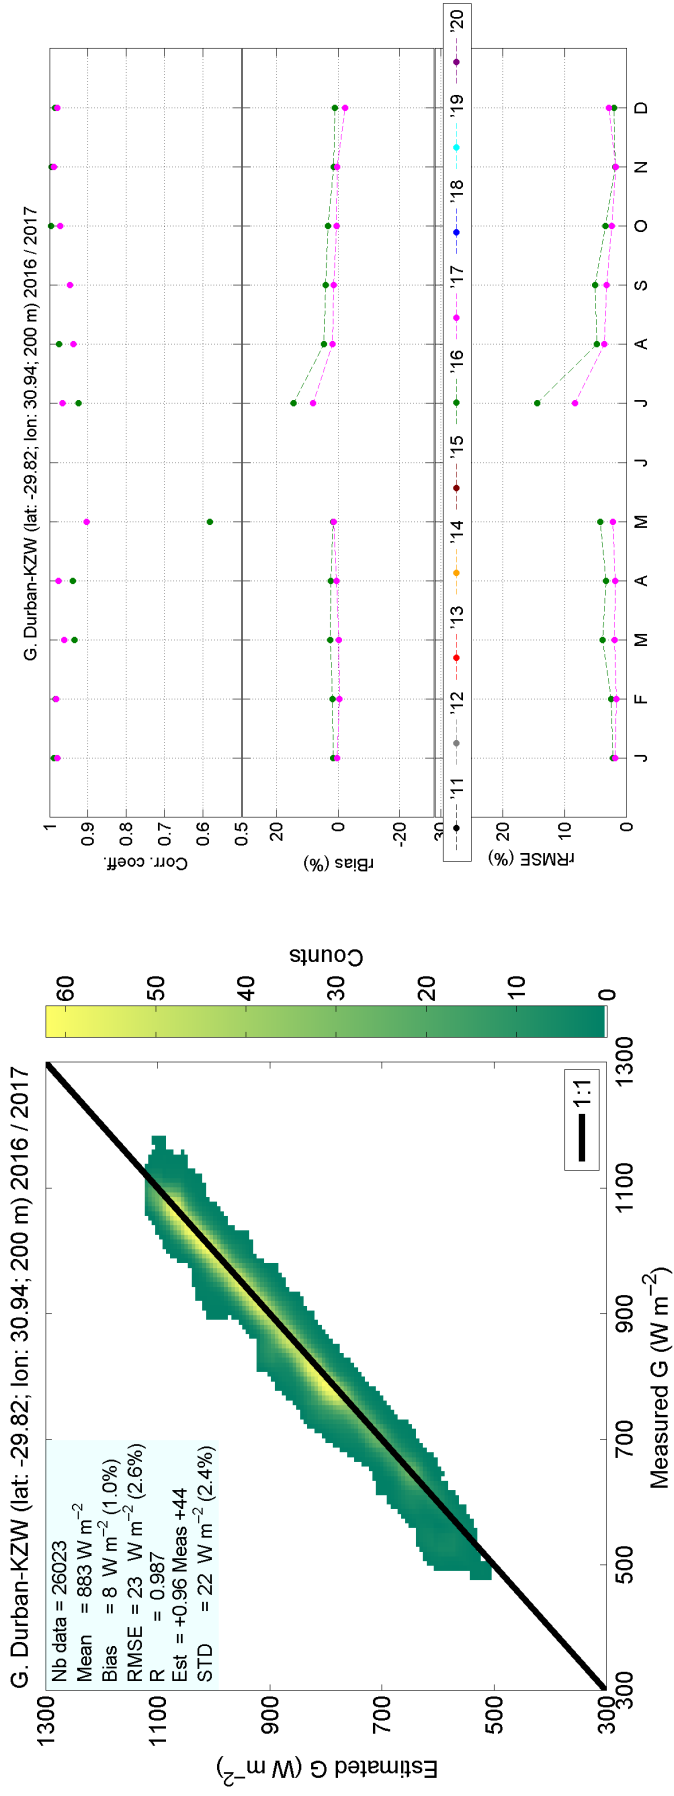 G. Durban-KZW (lat: -29.82; lon: 30.94; 200 m) 2016 / 2017
Nb data = 26023
Mean = 883 W m−2
Bias = 8 W m−2 (1.0%)
RMSE = 23 W m−2 (2.6%)
R = 0.987
Est = +0.96 Meas +44
STD = 22 W m−2 (2.4%)
1300
1100
900
700
500
300
Estimated G (W m−2)
300 500 700 900 1100 1300
Measured G (W m−2)
1:1
60
50
40
30
20
10
0
Counts
G. Durban-KZW (lat: -29.82; lon: 30.94; 200 m) 2016 / 2017
1
0.9
0.8
0.7
0.6
0.5
Corr. coeff.
20
0
-20
rBias (%)
'11 '12 '13 '14 '15 '16 '17 '18 '19 '20
30
20
10
0
rRMSE (%)
J F M A M J J A S O N D